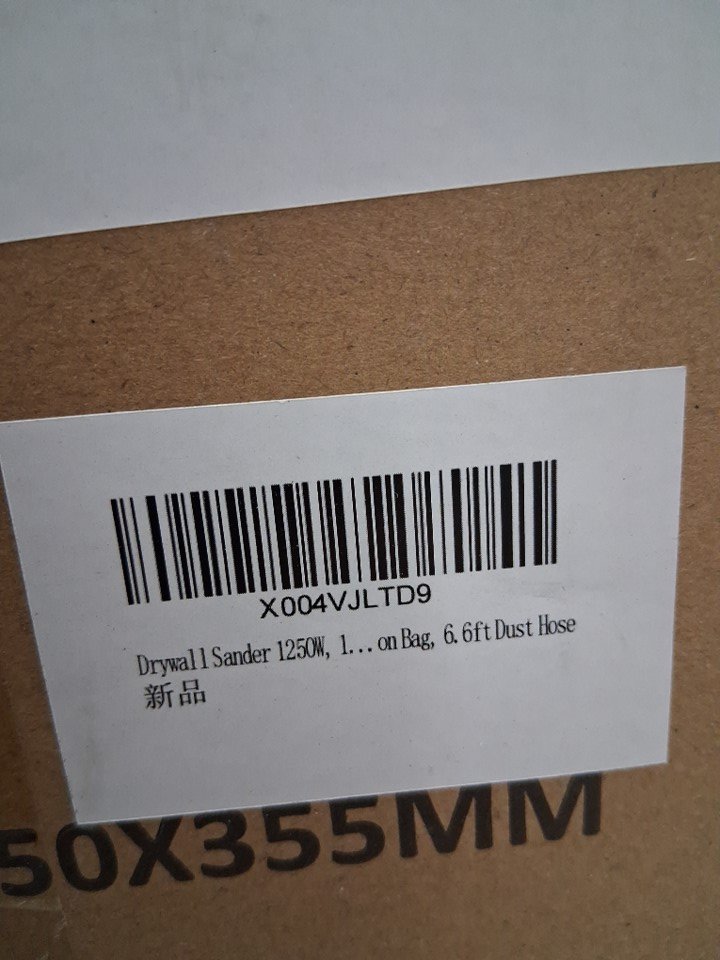 X004VJLTD9
Drywall Sander 1250W, 1...on Bag, 6.6ft Dust Hose
新品
50X355MM